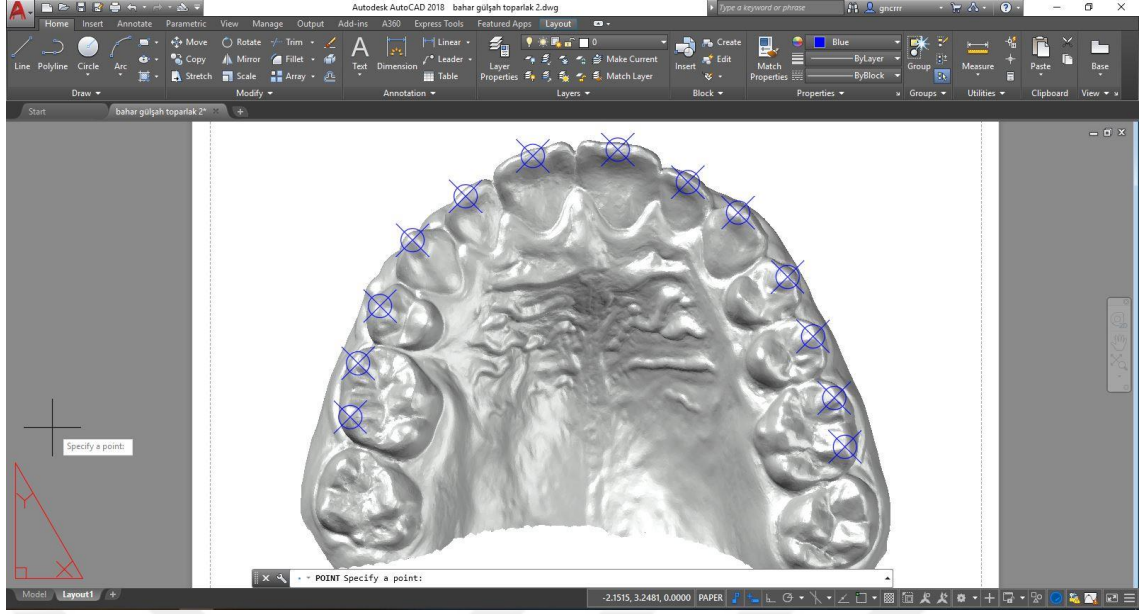 Autodesk AutoCAD 2018 bahar gülşah toparlak 2.dwg
Type a keyword or phrase
gncrrr
Home Insert Annotate Parametric View Manage Output Add-ins A360 Express Tools Featured Apps Layout
Line Polyline Circle Arc
Move Rotate Trim
Copy Mirror Fillet
Stretch Scale Array
Text Dimension
Linear
Leader
Table
Layer Properties
0
Make Current
Match Layer
Insert
Create
Edit
Match Properties
Blue
ByLayer
ByBlock
Group
Measure
Paste
Base
Draw Modify Annotation Layers Block Properties Groups Utilities Clipboard View
Start bahar gülşah toparlak 2*
Specify a point:
Y
X
POINT Specify a point:
Model Layout1
-2.1515, 3.2481, 0.0000 PAPER